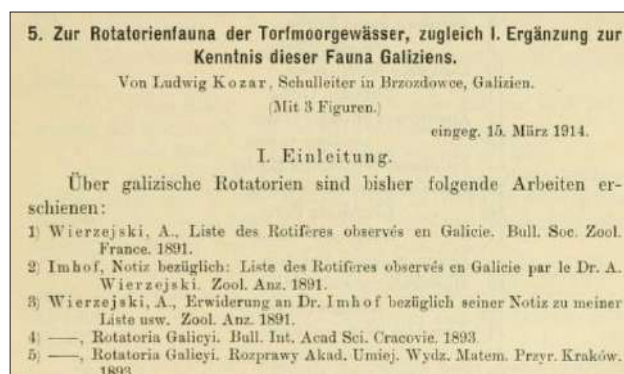 5. Zur Rotatorienfauna der Torfmoorgewässer, zugleich I. Ergänzung zur
Kenntnis dieser Fauna Galiziens.
Von Ludwig Kozar, Schulleiter in Brzozdowce, Galizien.
(Mit 3 Figuren.)
eingeg. 15. März 1914.
I. Einleitung.
Über galizische Rotatorien sind bisher folgende Arbeiten er-
schienen:
1) Wierzejski, A., Liste des Rotifères observés en Galicie. Bull. Soc. Zool.
France. 1891.
2) Imhof, Notiz bezüglich: Liste des Rotifères observés en Galicie par le Dr. A.
Wierzejski. Zool. Anz. 1891.
3) Wierzejski, A., Erwiderung an Dr. Imhof bezüglich seiner Notiz zu meiner
Liste usw. Zool. Anz. 1891.
4) ——, Rotatoria Galicyi. Bull. Int. Acad Sci. Cracovie. 1893.
5) ——, Rotatoria Galicyi. Rozprawy Akad. Umiej. Wydz. Matem. Przyr. Kraków.
1893